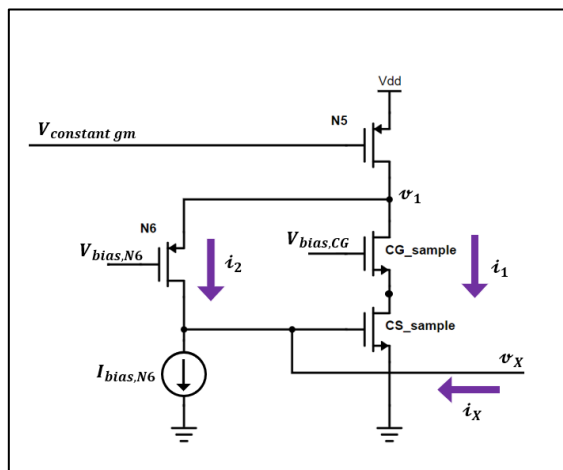 Vdd
N5
V_constant gm
v_1
N6
V_bias,N6
i_2
V_bias,CG
CG_sample
i_1
CS_sample
I_bias,N6
v_X
i_X